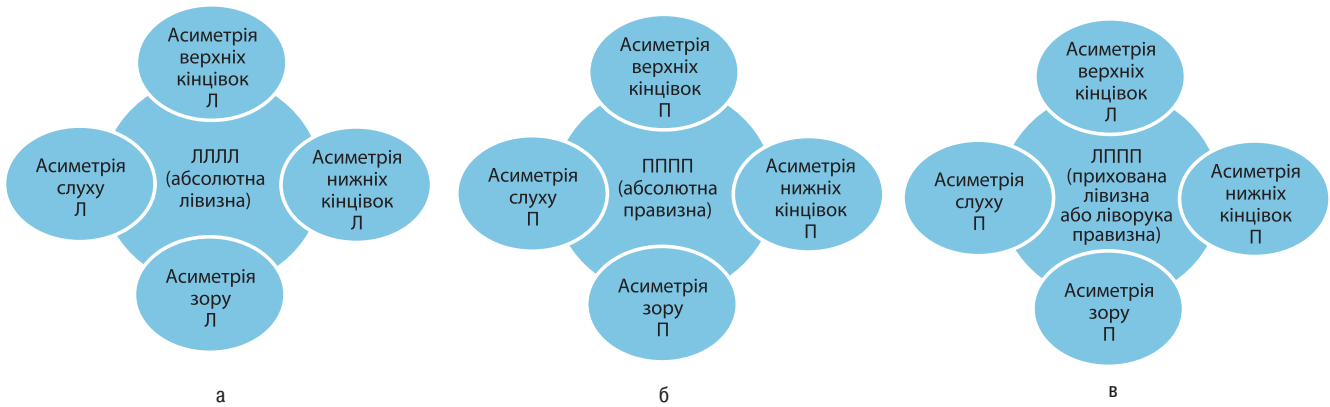 Асиметрія
верхніх
кінцівок
Л
Асиметрія
слуху
Л
ЛЛЛЛ
(абсолютна
лівизна)
Асиметрія
нижніх
кінцівок
Л
Асиметрія
зору
Л
а
Асиметрія
верхніх
кінцівок
П
Асиметрія
слуху
П
ПППП
(абсолютна
правизна)
Асиметрія
нижніх
кінцівок
П
Асиметрія
зору
П
б
Асиметрія
верхніх
кінцівок
Л
Асиметрія
слуху
П
ЛППП
(прихована
лівизна
або ліворука
правизна)
Асиметрія
нижніх
кінцівок
П
Асиметрія
зору
П
в